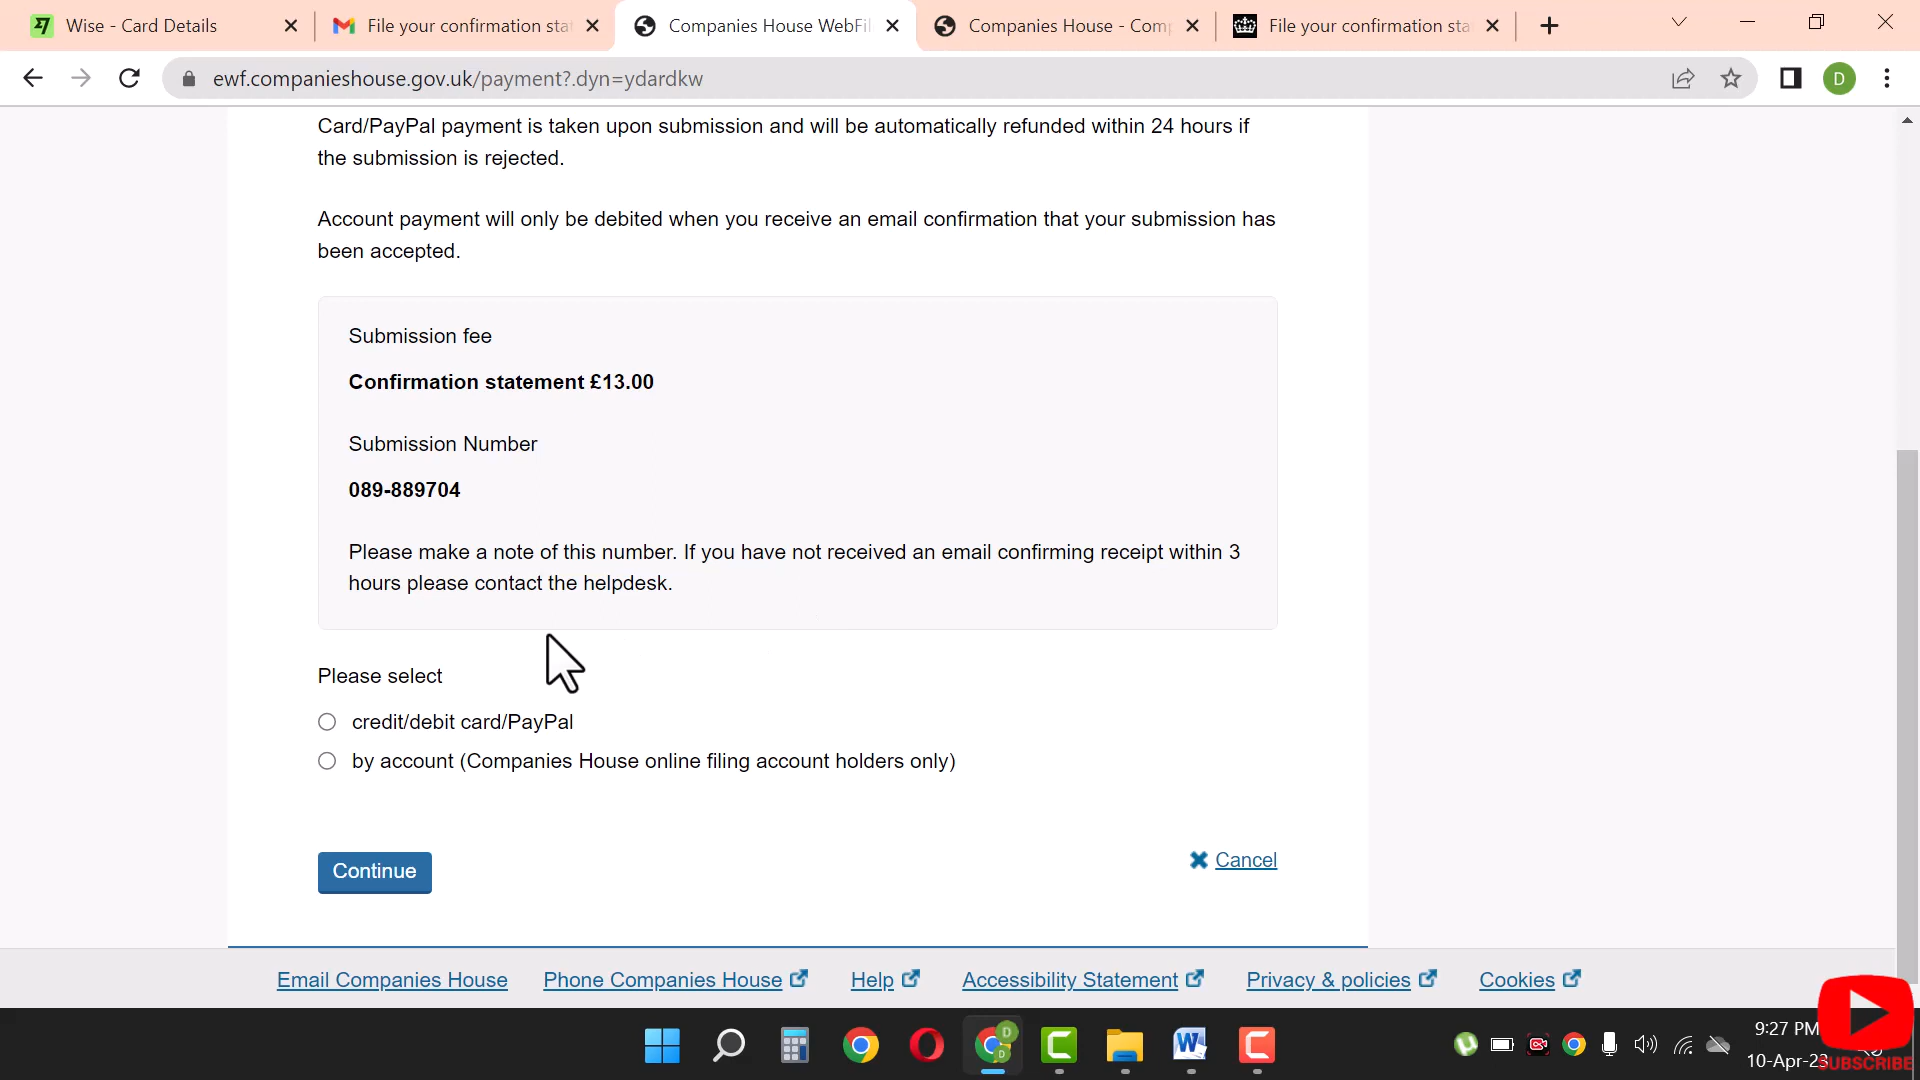 Wise - Card Details
File your confirmation sta
Companies House WebFil
Companies House - Com
File your confirmation sta
ewf.companieshouse.gov.uk/payment?.dyn=ydardkw
D
Card/PayPal payment is taken upon submission and will be automatically refunded within 24 hours if
the submission is rejected.
Account payment will only be debited when you receive an email confirmation that your submission has
been accepted.
Submission fee
Confirmation statement £13.00
Submission Number
089-889704
Please make a note of this number. If you have not received an email confirming receipt within 3
hours please contact the helpdesk.
Please select
credit/debit card/PayPal
by account (Companies House online filing account holders only)
Continue
Cancel
Email Companies House
Phone Companies House
Help
Accessibility Statement
Privacy & policies
Cookies
9:27 PM
10-Apr-23
SUBSCRIBE